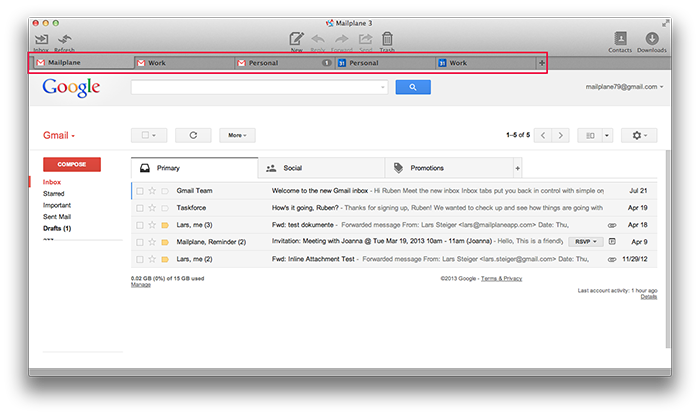 Mailplane 3
Inbox Refresh New Reply Forward Send Trash Contacts Downloads
Mailplane Work Personal 1 31 Personal 31 Work +
Google mailplane79@gmail.com
Gmail More 1–5 of 5
COMPOSE Primary Social Promotions +
Inbox
Starred
Important
Sent Mail
Drafts (1)
Gmail Team Welcome to the new Gmail inbox - Hi Ruben Meet the new inbox Inbox tabs put you back in control with simple on Jul 21
Taskforce How's it going, Ruben? - Thanks for signing up, Ruben! We wanted to check up and see how things are going with Apr 19
Lars, me (3) Fwd: test dokumente - Forwarded message From: Lars Steiger <lars@mailplaneapp.com> Date: Thu, Apr 18
Mailplane, Reminder (2) Invitation: Meeting with Joanna @ Tue Mar 19, 2013 10am - 11am (Joanna) - Hello, This is a friendly RSVP Apr 9
Lars, me (2) Fwd: Inline Attachment Test - Forwarded message From: Lars Steiger <lars.steiger@gmail.com> Date: Thu, 11/29/12
0.02 GB (0%) of 15 GB used ©2013 Google - Terms & Privacy
Manage
Last account activity: 1 hour ago
Details